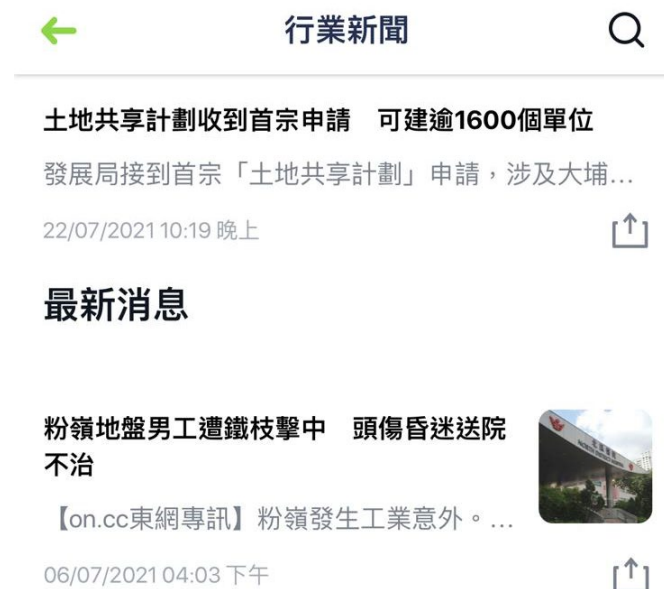 行業新聞
土地共享計劃收到首宗申請　可建逾1600個單位
發展局接到首宗「土地共享計劃」申請，涉及大埔...
22/07/2021 10:19 晚上
最新消息
粉嶺地盤男工遭鐵枝擊中　頭傷昏迷送院
不治
【on.cc東網專訊】粉嶺發生工業意外。...
06/07/2021 04:03 下午